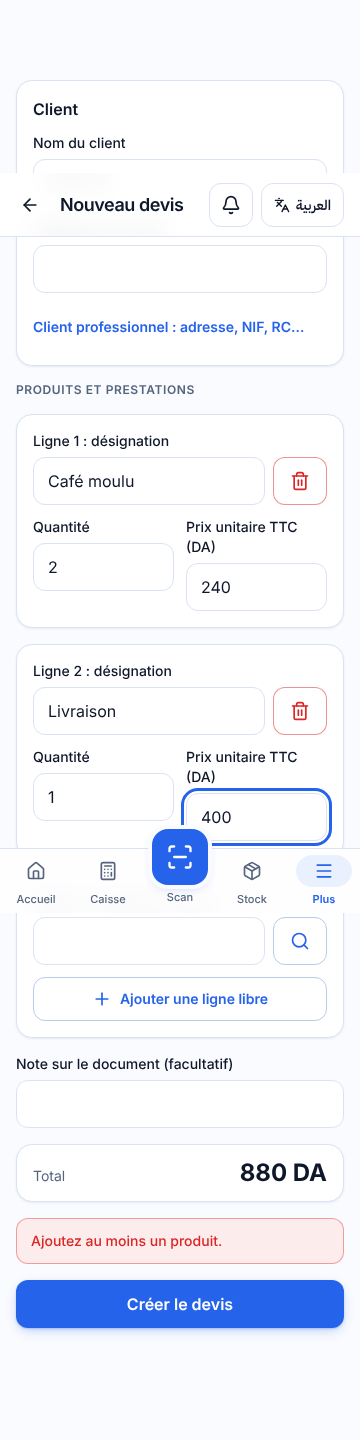 Client
Nom du client
Nouveau devis
العربية
Client professionnel : adresse, NIF, RC...
PRODUITS ET PRESTATIONS
Ligne 1 : désignation
Café moulu
Quantité
Prix unitaire TTC (DA)
2
240
Ligne 2 : désignation
Livraison
Quantité
Prix unitaire TTC (DA)
1
400
Accueil
Caisse
Scan
Stock
Plus
Ajouter une ligne libre
Note sur le document (facultatif)
Total
880 DA
Ajoutez au moins un produit.
Créer le devis